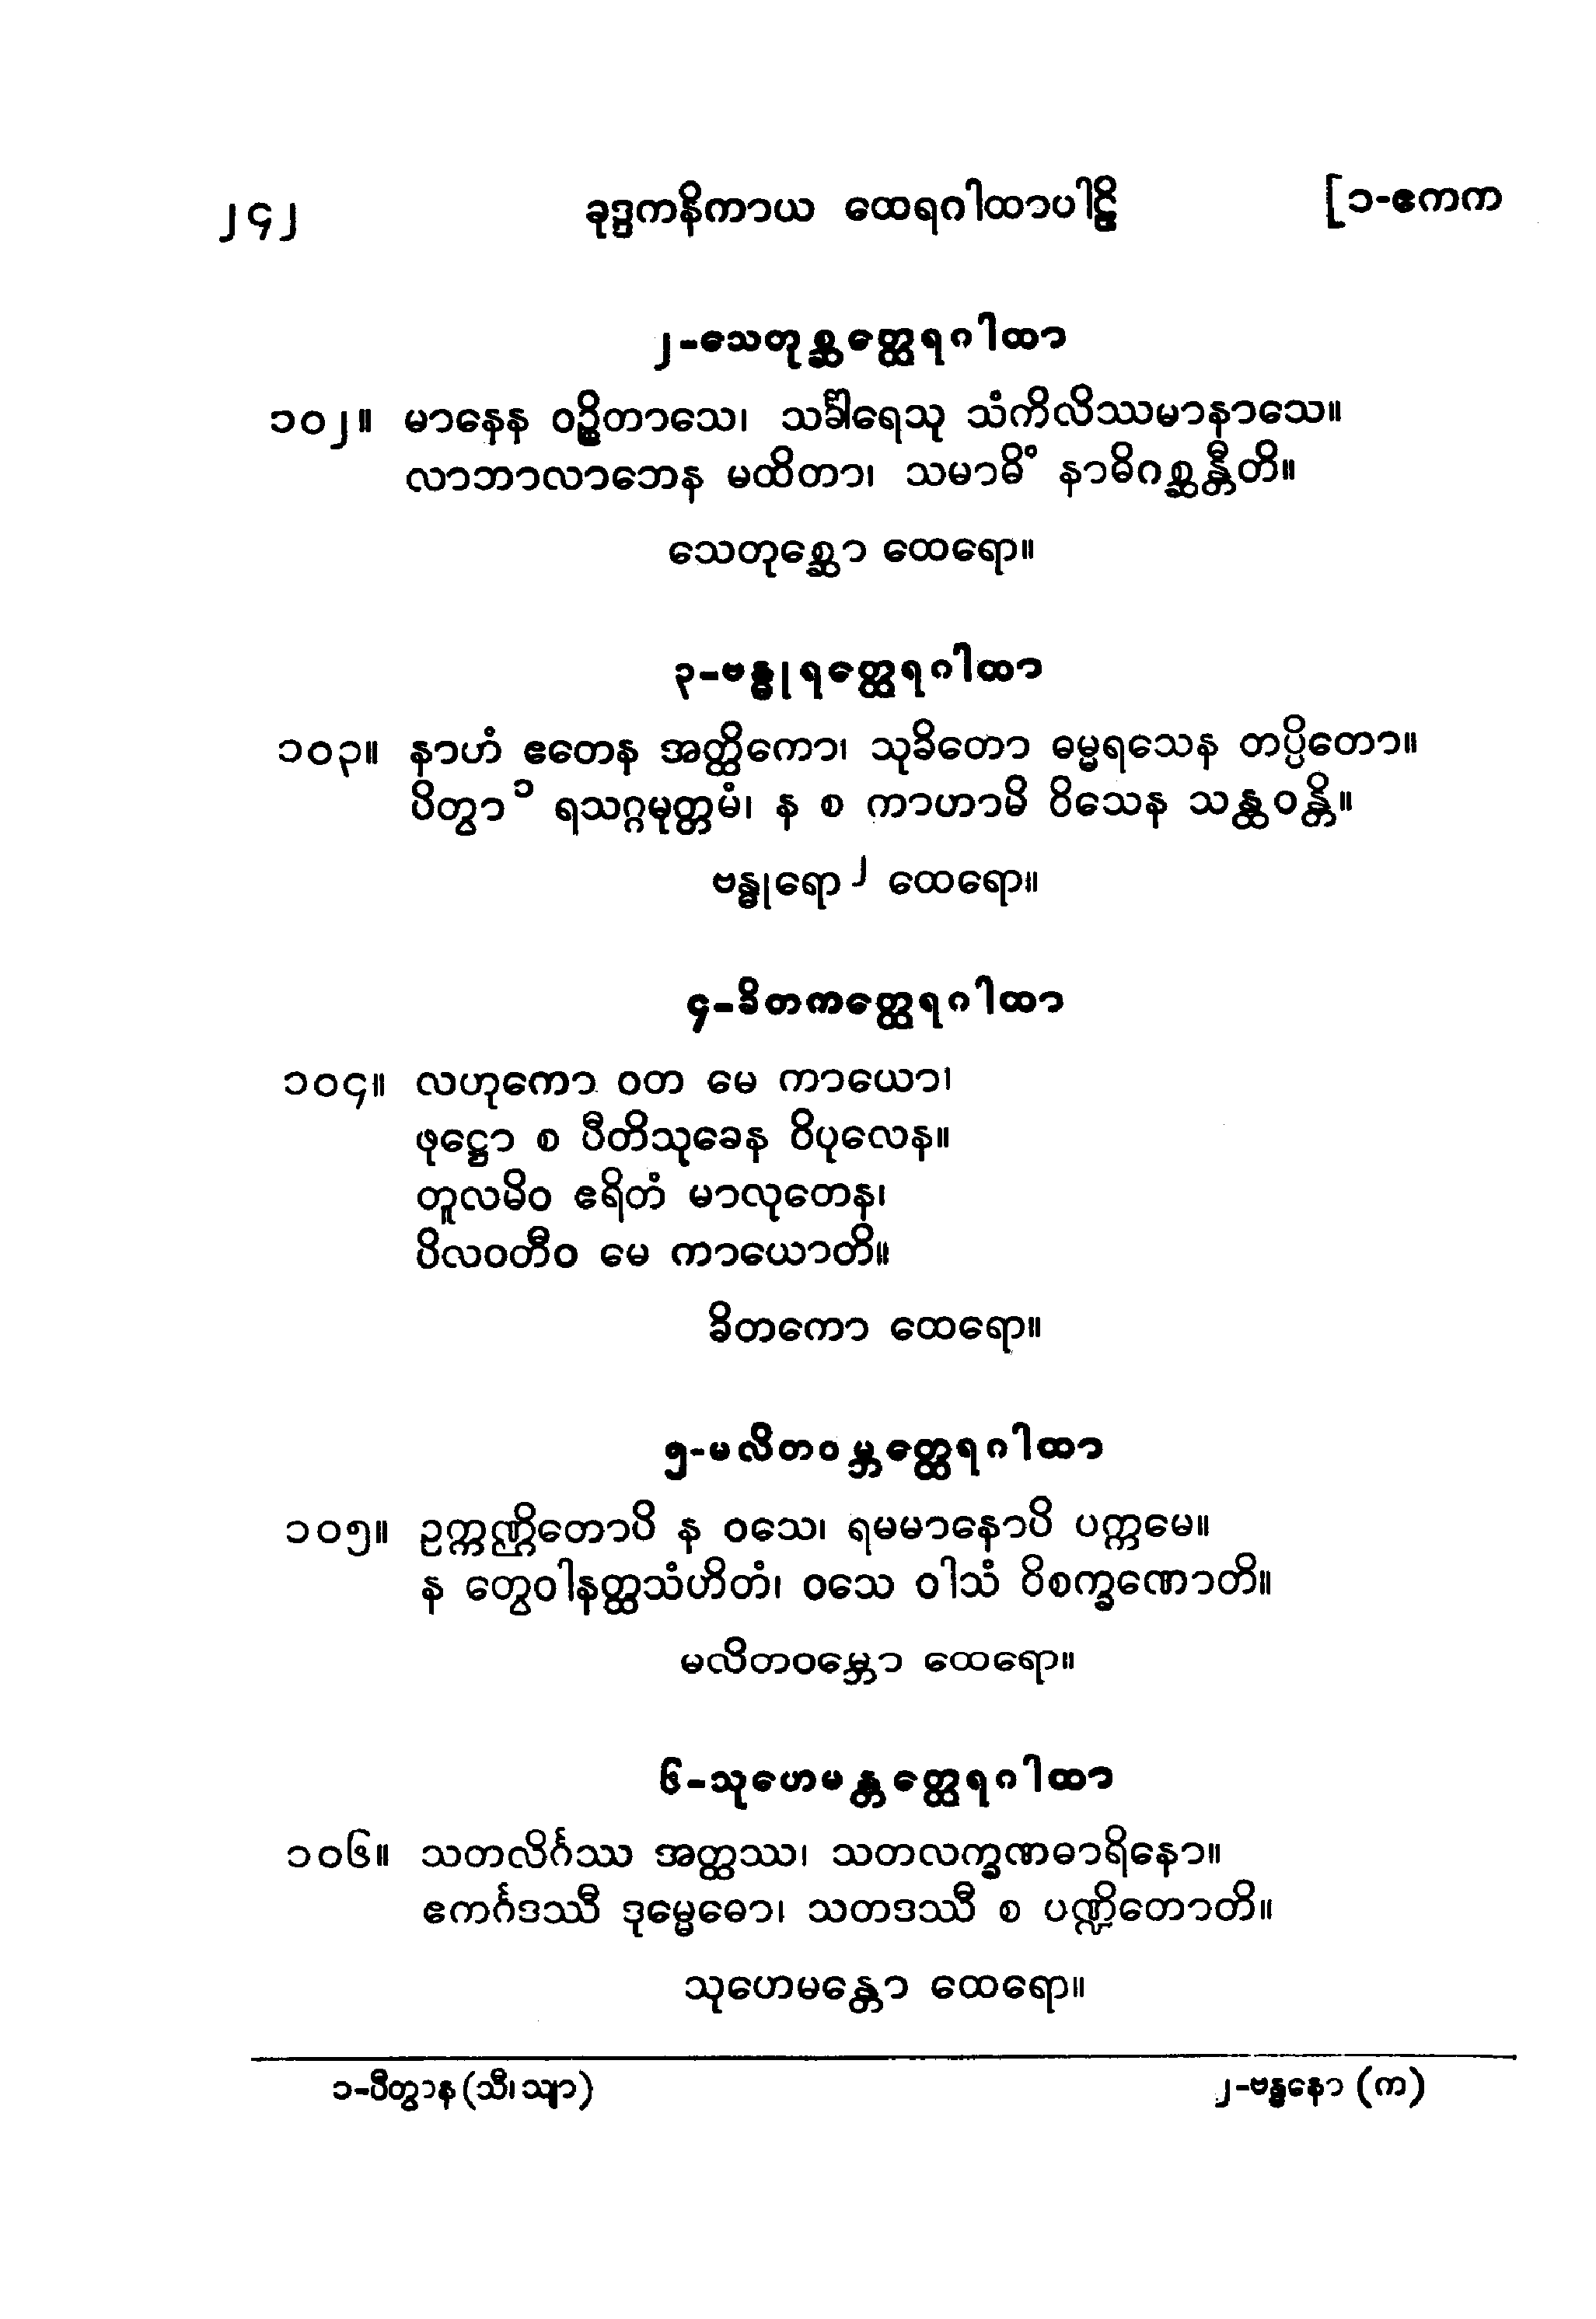 ၂၄၂ ခုဒ္ဒကနိကာယ ထေရဂါထာပါဠိ [၁-ဧကက
၂-သေတုစ္ဆတ္ထေရဂါထာ
၁၀၂။ မာနေန ဝဉ္စိတာသေ၊ သင်္ခါရေသု သံကိလိဿမာနာသေ။
လာဘာလာဘေန မထိတာ၊ သမာဓိံ နာဓိဂစ္ဆန္တီတိ။
သေတုစ္ဆော ထေရော။
၃-ဗန္ဓုရတ္ထေရဂါထာ
၁၀၃။ နာဟံ ဧတေန အတ္ထိကော၊ သုခိတော ဓမ္မရသေန တပ္ပိတော။
ပိတွာ ၁ ရသဂ္ဂမုတ္တမံ၊ န စ ကာဟာမိ ဝိသေန သန္ထဝန္တိ။
ဗန္ဓုရော ၂ ထေရော။
၄-ခိတကတ္ထေရဂါထာ
၁၀၄။ လဟုကော ဝတ မေ ကာယော၊
ဖုဋ္ဌော စ ပီတိသုခေန ဝိပုလေန။
တူလမိဝ ဧရိတံ မာလုတေန၊
ပိလဝတီဝ မေ ကာယောတိ။
ခိတကော ထေရော။
၅-မလိတဝမ္ဘတ္ထေရဂါထာ
၁၀၅။ ဥက္ကဏ္ဌိတောပိ န ဝသေ၊ ရမမာနောပိ ပက္ကမေ။
န တွေဝါနတ္ထသံဟိတံ၊ ဝသေ ဝါသံ ဝိစက္ခဏောတိ။
မလိတဝမ္ဘော ထေရော။
၆-သုဟေမန္တတ္ထေရဂါထာ
၁၀၆။ သတလိင်္ဂဿ အတ္ထဿ၊ သတလက္ခဏဓာရိနော။
ဧကင်္ဂဒဿီ ဒုမ္မေဓော၊ သတဒဿီ စ ပဏ္ဍိတောတိ။
သုဟေမန္တော ထေရော။
၁-ပီတွာန (သီ၊ သျာ) ၂-ဗန္ဓနော (က)